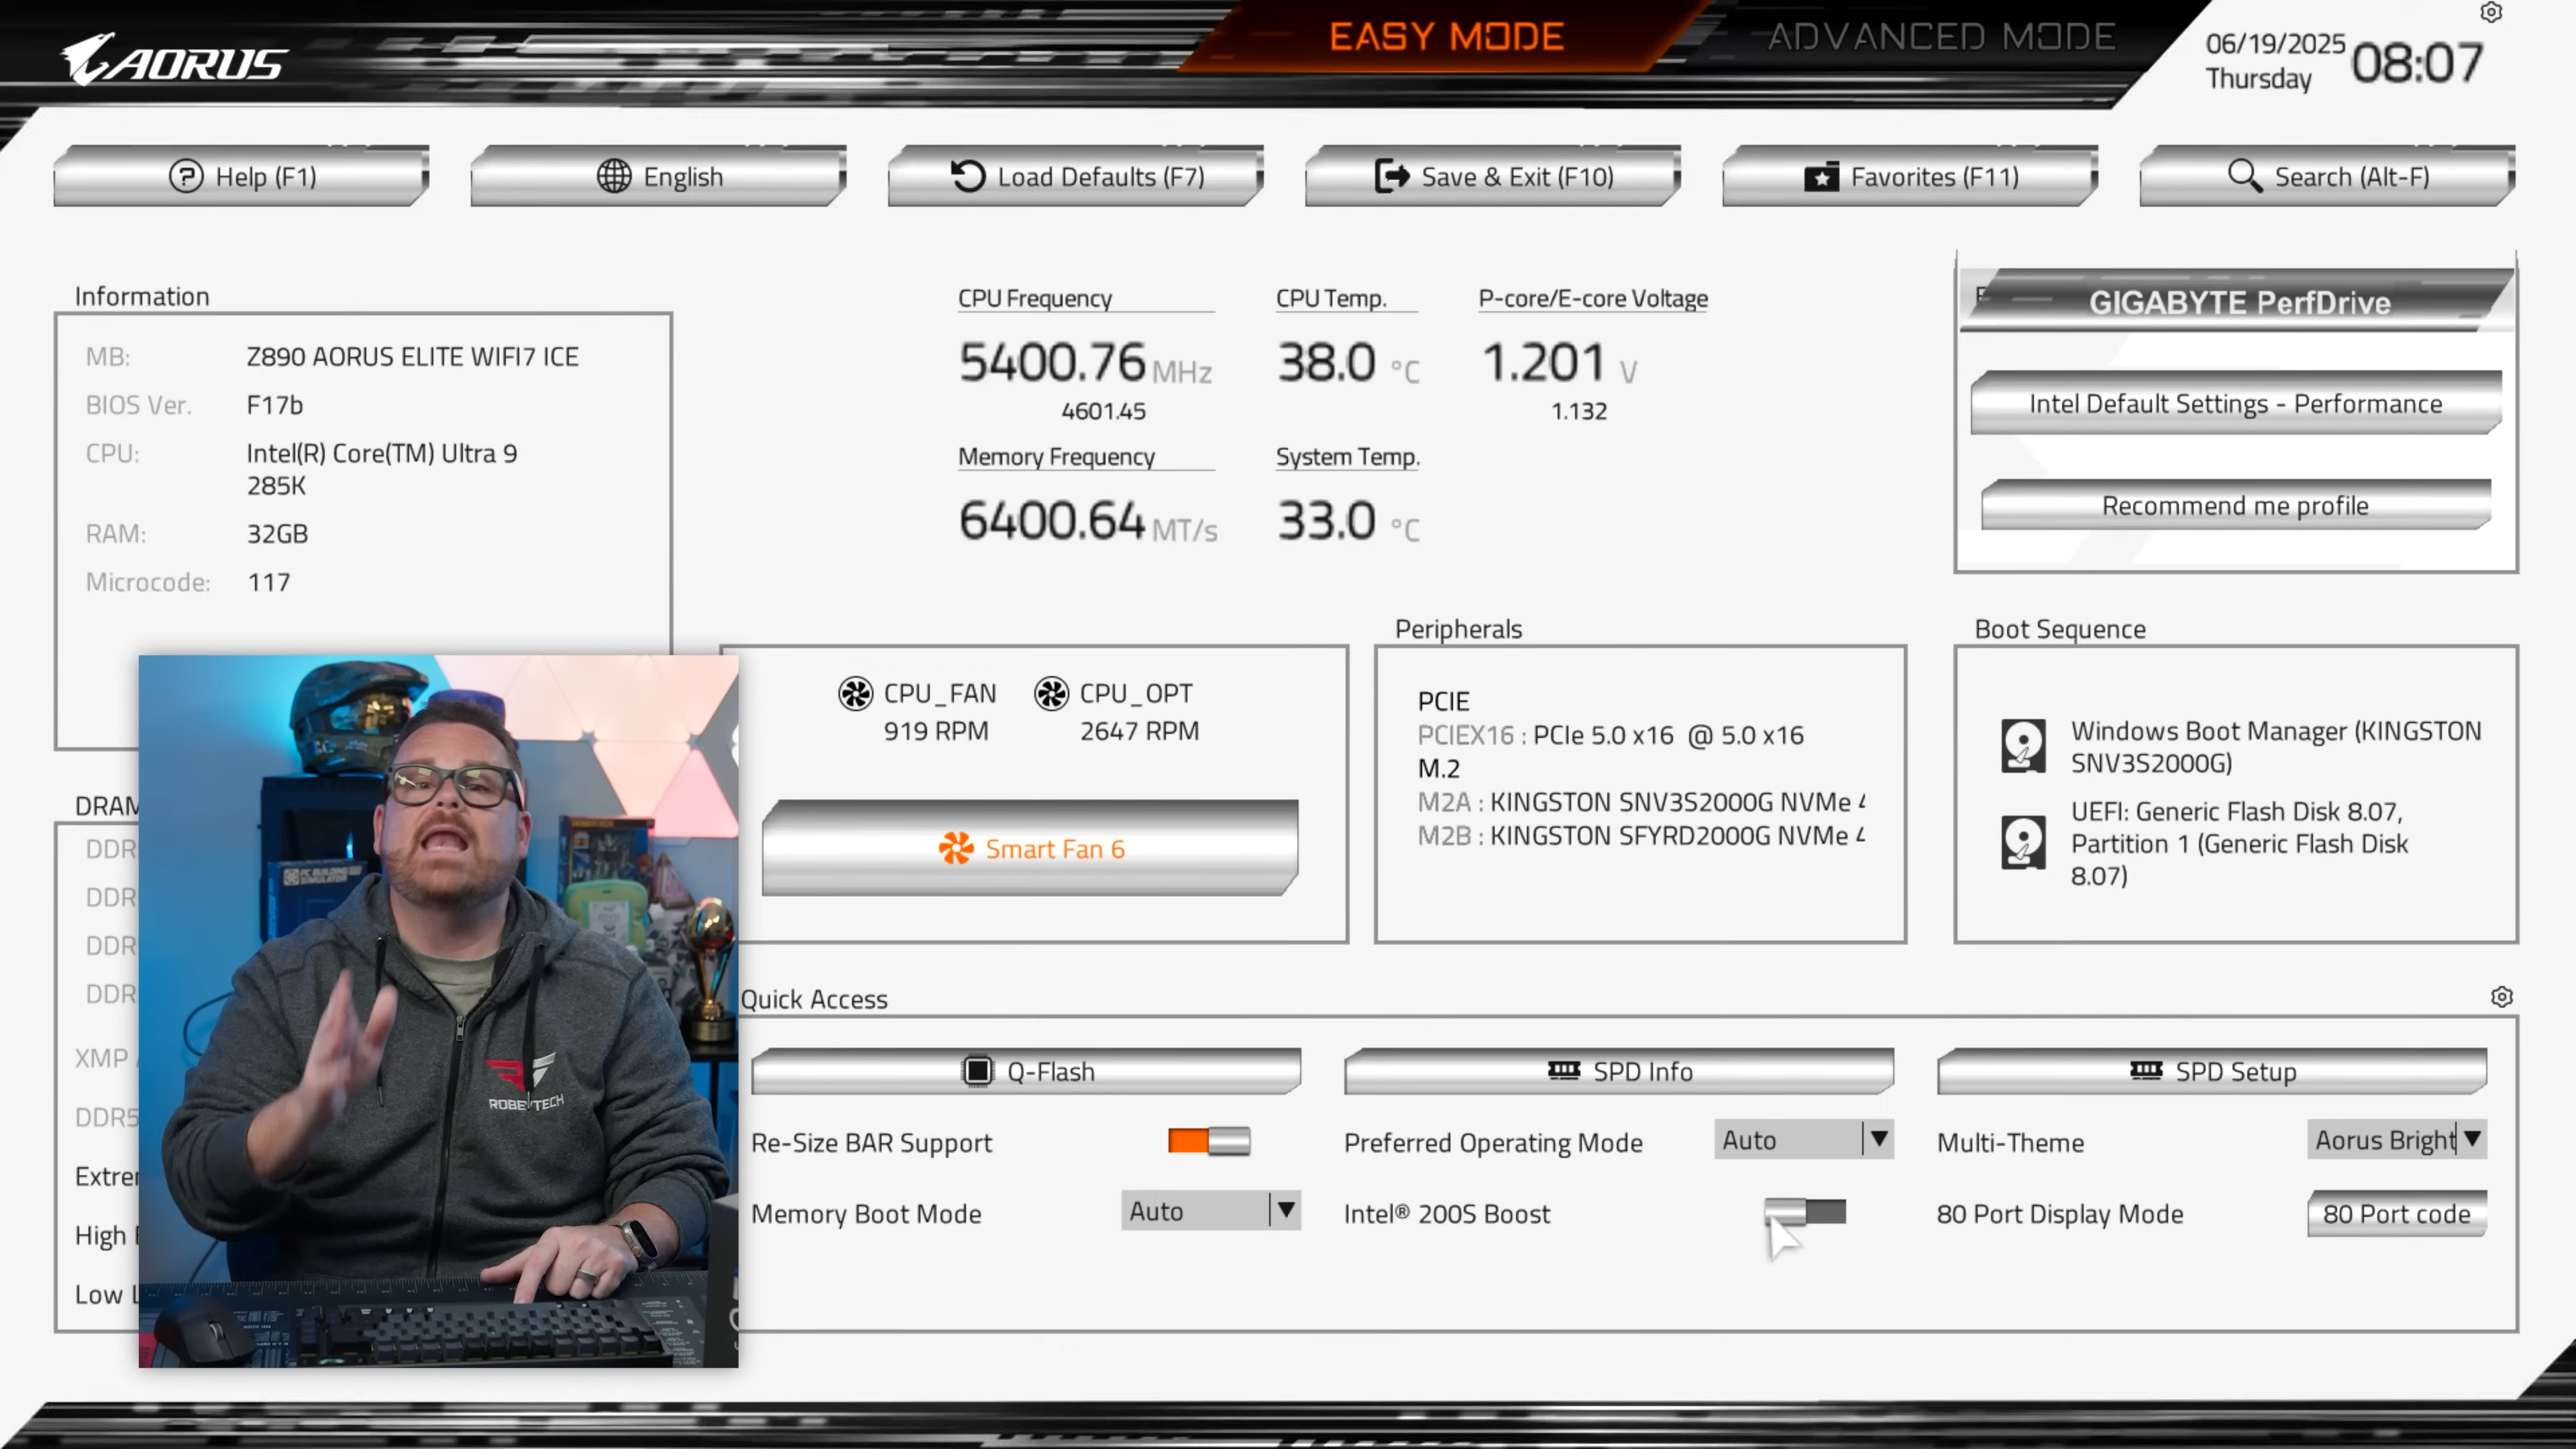 AORUS
EASY MODE
ADVANCED MODE
06/19/2025
Thursday
08:07
Help (F1)
English
Load Defaults (F7)
Save & Exit (F10)
Favorites (F11)
Search (Alt-F)
Information
MB: Z890 AORUS ELITE WIFI7 ICE
BIOS Ver. F17b
CPU: Intel(R) Core(TM) Ultra 9
285K
RAM: 32GB
Microcode: 117
CPU Frequency
5400.76 MHz
4601.45
CPU Temp.
38.0 °C
P-core/E-core Voltage
1.201 V
1.132
Memory Frequency
6400.64 MT/s
System Temp.
33.0 °C
GIGABYTE PerfDrive
Intel Default Settings - Performance
Recommend me profile
CPU_FAN
919 RPM
CPU_OPT
2647 RPM
Smart Fan 6
Peripherals
PCIE
PCIEX16 : PCIe 5.0 x16 @ 5.0 x16
M.2
M2A : KINGSTON SNV3S2000G NVMe
M2B : KINGSTON SFYRD2000G NVMe
Boot Sequence
Windows Boot Manager (KINGSTON
SNV3S2000G)
UEFI: Generic Flash Disk 8.07,
Partition 1 (Generic Flash Disk
8.07)
DRAM
DDR
DDR
DDR
DDR
XMP
DDR5
High
Low
Quick Access
Q-Flash
SPD Info
SPD Setup
Re-Size BAR Support
Preferred Operating Mode Auto
Multi-Theme Aorus Bright
Memory Boot Mode Auto
Intel® 200S Boost
80 Port Display Mode 80 Port code